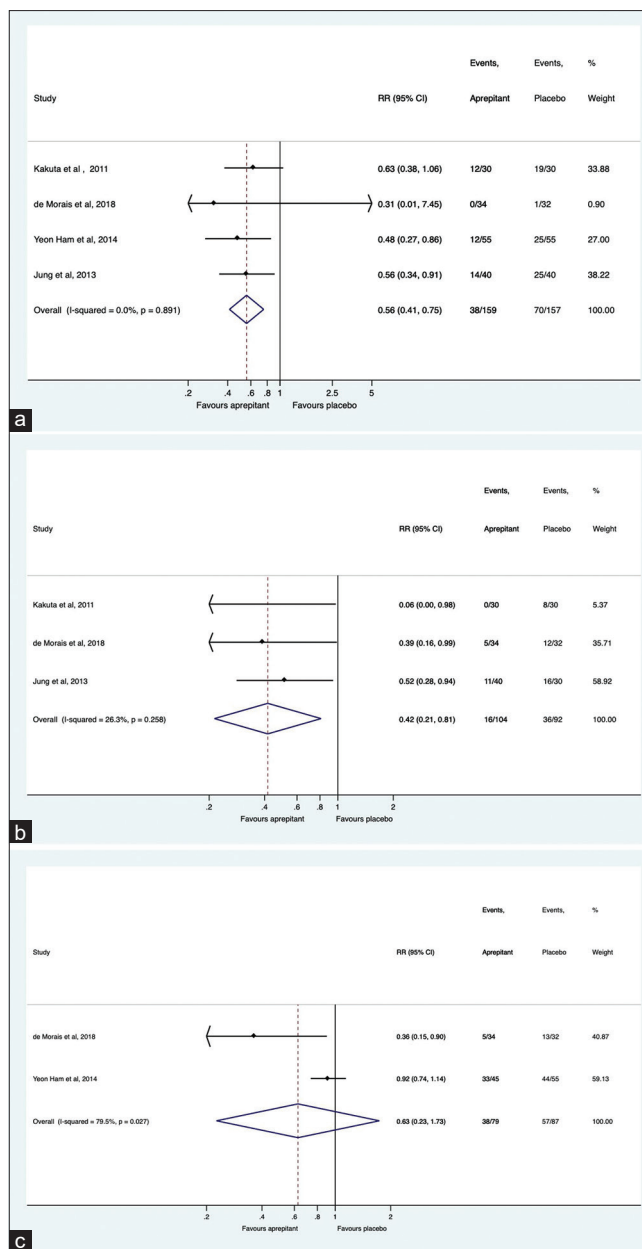 Events, Events, %
Study RR (95% CI) Aprepitant Placebo Weight
Kakuta et al , 2011 0.63 (0.38, 1.06) 12/30 19/30 33.88
de Morais et al, 2018 0.31 (0.01, 7.45) 0/34 1/32 0.90
Yeon Ham et al, 2014 0.48 (0.27, 0.86) 12/55 25/55 27.00
Jung et al, 2013 0.56 (0.34, 0.91) 14/40 25/40 38.22
Overall (I-squared = 0.0%, p = 0.891) 0.56 (0.41, 0.75) 38/159 70/157 100.00
.2 .4 .6 .8 1 2.5 5
Favours aprepitant Favours placebo
a
Events, Events, %
Study RR (95% CI) Aprepitant Placebo Weight
Kakuta et al, 2011 0.06 (0.00, 0.98) 0/30 8/30 5.37
de Morais et al, 2018 0.39 (0.16, 0.99) 5/34 12/32 35.71
Jung et al, 2013 0.52 (0.28, 0.94) 11/40 16/30 58.92
Overall (I-squared = 26.3%, p = 0.258) 0.42 (0.21, 0.81) 16/104 36/92 100.00
.2 .4 .6 .8 1 2
Favours aprepitant Favours placebo
b
Events, Events, %
Study RR (95% CI) Aprepitant Placebo Weight
de Morais et al, 2018 0.36 (0.15, 0.90) 5/34 13/32 40.87
Yeon Ham et al, 2014 0.92 (0.74, 1.14) 33/45 44/55 59.13
Overall (I-squared = 79.5%, p = 0.027) 0.63 (0.23, 1.73) 38/79 57/87 100.00
.2 .4 .6 .8 1 2
Favours aprepitant Favours placebo
c